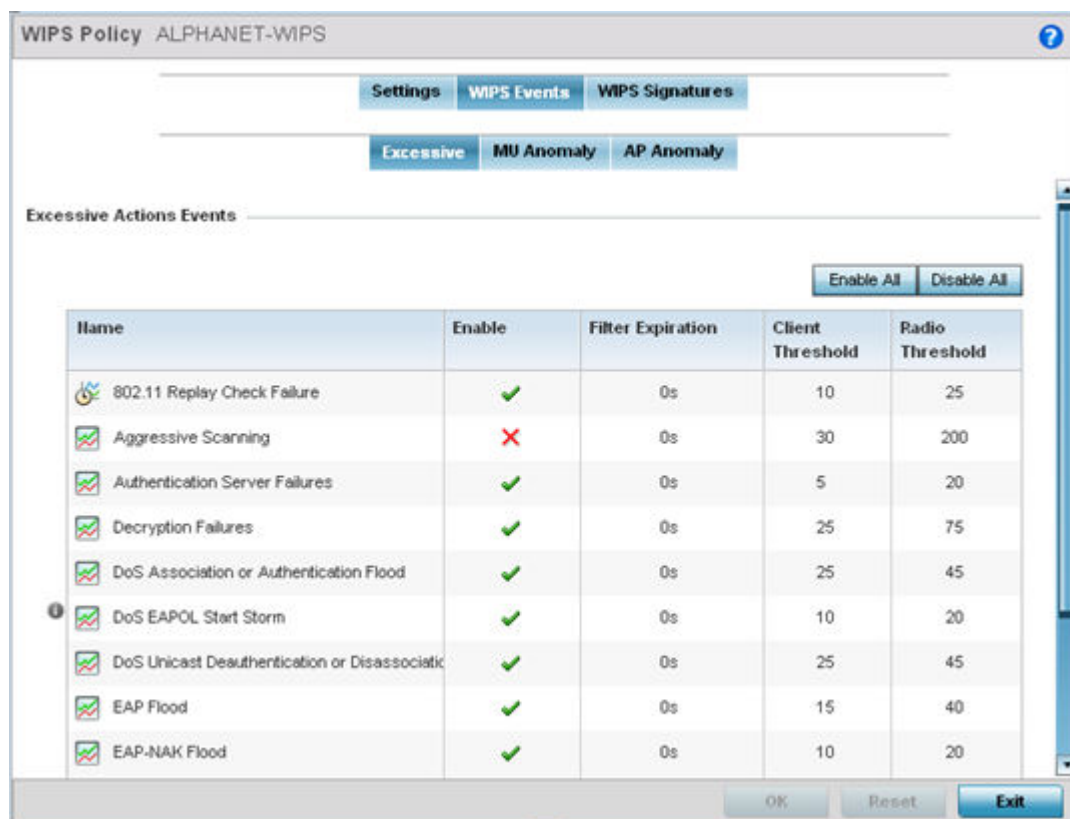 WIPS Policy ALPHANET-WIPS
?
Settings WIPS Events WIPS Signatures
Excessive MU Anomaly AP Anomaly
Excessive Actions Events
Enable All Disable All
Name Enable Filter Expiration Client Threshold Radio Threshold
802.11 Replay Check Failure 0s 10 25
Aggressive Scanning 0s 30 200
Authentication Server Failures 0s 5 20
Decryption Failures 0s 25 75
DoS Association or Authentication Flood 0s 25 45
DoS EAPOL Start Storm 0s 10 20
DoS Unicast Deauthentication or Disassociatic 0s 25 45
EAP Flood 0s 15 40
EAP-NAK Flood 0s 10 20
OK Reset Exit